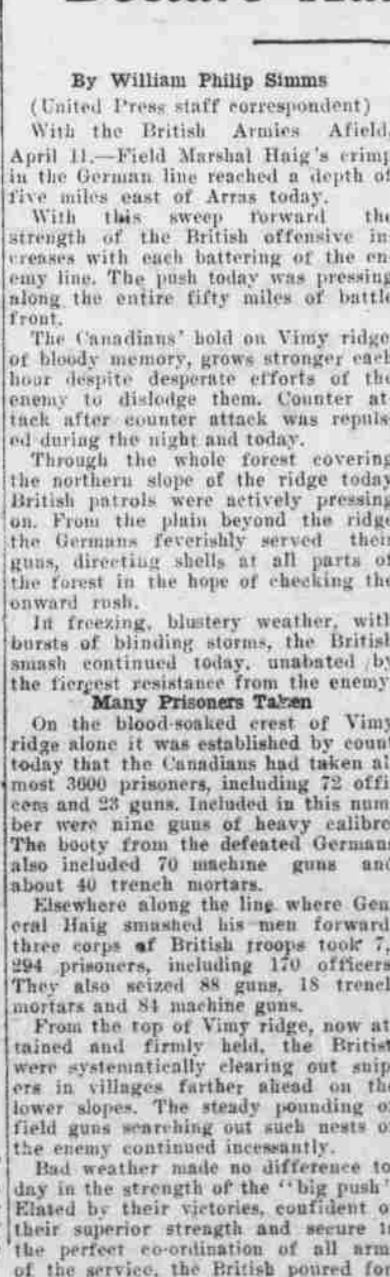 By William Philip Simms
(United Press staff correspondent)
With the British Armies Afield,
April 11.—Field Marshal Haig's crimp
in the German line reached a depth of
five miles east of Arras today.
With this sweep forward the
strength of the British offensive in-
creases with each battering of the en-
emy line. The push today was pressing
along the entire fifty miles of battle
front.
The Canadians' hold on Vimy ridge
of bloody memory, grows stronger each
hour despite desperate efforts of the
enemy to dislodge them. Counter at-
tack after counter attack was repuls-
ed during the night and today.
Through the whole forest covering
the northern slope of the ridge today
British patrols were actively pressing
on. From the plain beyond the ridge
the Germans feverishly served their
guns, directing shells at all parts of
the forest in the hope of checking the
onward rush.
In freezing, blustery weather, with
bursts of blinding storms, the British
smash continued today, unabated by
the fiercest resistance from the enemy
Many Prisoners Taken
On the blood-soaked crest of Vimy
ridge alone it was established by count
today that the Canadians had taken al
most 3600 prisoners, including 72 offi
cers and 23 guns. Included in this num
ber were nine guns of heavy calibre
The booty from the defeated Germans
also included 70 machine guns and
about 40 trench mortars.
Elsewhere along the line where Gen
eral Haig smashed his men forward
three corps of British troops took 7,
294 prisoners, including 170 officers
They also seized 88 guns, 18 trench
mortars and 84 machine guns.
From the top of Vimy ridge, now at
tained and firmly held, the British
were systematically clearing out snip
ers in villages farther ahead on the
lower slopes. The steady pounding of
field guns searching out such nests of
the enemy continued incessantly.
Bad weather made no difference to
day in the strength of the "big push"
Elated by their victories, confident of
their superior strength and secure in
the perfect co-ordination of all arms
of the service, the British poured for